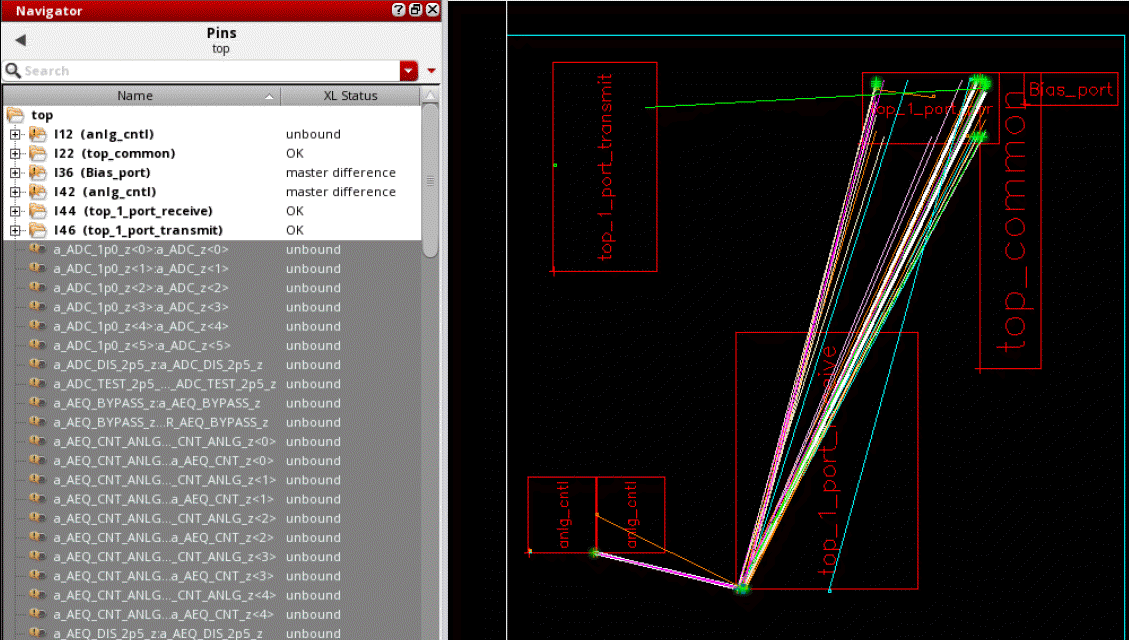 Navigator
Pins
top
Search
Name XL Status
top
I12 (anlg_cntl) unbound
I22 (top_common) OK
I36 (Bias_port) master difference
I42 (anlg_cntl) master difference
I44 (top_1_port_receive) OK
I46 (top_1_port_transmit) OK
a_ADC_1p0_z<0>:a_ADC_z<0> unbound
a_ADC_1p0_z<1>:a_ADC_z<1> unbound
a_ADC_1p0_z<2>:a_ADC_z<2> unbound
a_ADC_1p0_z<3>:a_ADC_z<3> unbound
a_ADC_1p0_z<4>:a_ADC_z<4> unbound
a_ADC_1p0_z<5>:a_ADC_z<5> unbound
a_ADC_DIS_2p5_z:a_ADC_DIS_2p5_z unbound
a_ADC_TEST_2p5_..._ADC_TEST_2p5_z unbound
a_AEQ_BYPASS_z:a_AEQ_BYPASS_z unbound
a_AEQ_BYPASS_z...R_AEQ_BYPASS_z unbound
a_AEQ_CNT_ANLG..._CNT_ANLG_z<0> unbound
a_AEQ_CNT_ANLG...a_AEQ_CNT_z<0> unbound
a_AEQ_CNT_ANLG..._CNT_ANLG_z<1> unbound
a_AEQ_CNT_ANLG...a_AEQ_CNT_z<1> unbound
a_AEQ_CNT_ANLG..._CNT_ANLG_z<2> unbound
a_AEQ_CNT_ANLG...a_AEQ_CNT_z<2> unbound
a_AEQ_CNT_ANLG..._CNT_ANLG_z<3> unbound
a_AEQ_CNT_ANLG...a_AEQ_CNT_z<3> unbound
a_AEQ_CNT_ANLG..._CNT_ANLG_z<4> unbound
a_AEQ_CNT_ANLG...a_AEQ_CNT_z<4> unbound
a_AEQ_DIS_2p5_z:a_AEQ_DIS_2p5_z unbound
top_1_port_transmit
Bias_port
top_common
anlg_cntl
anlg_cntl